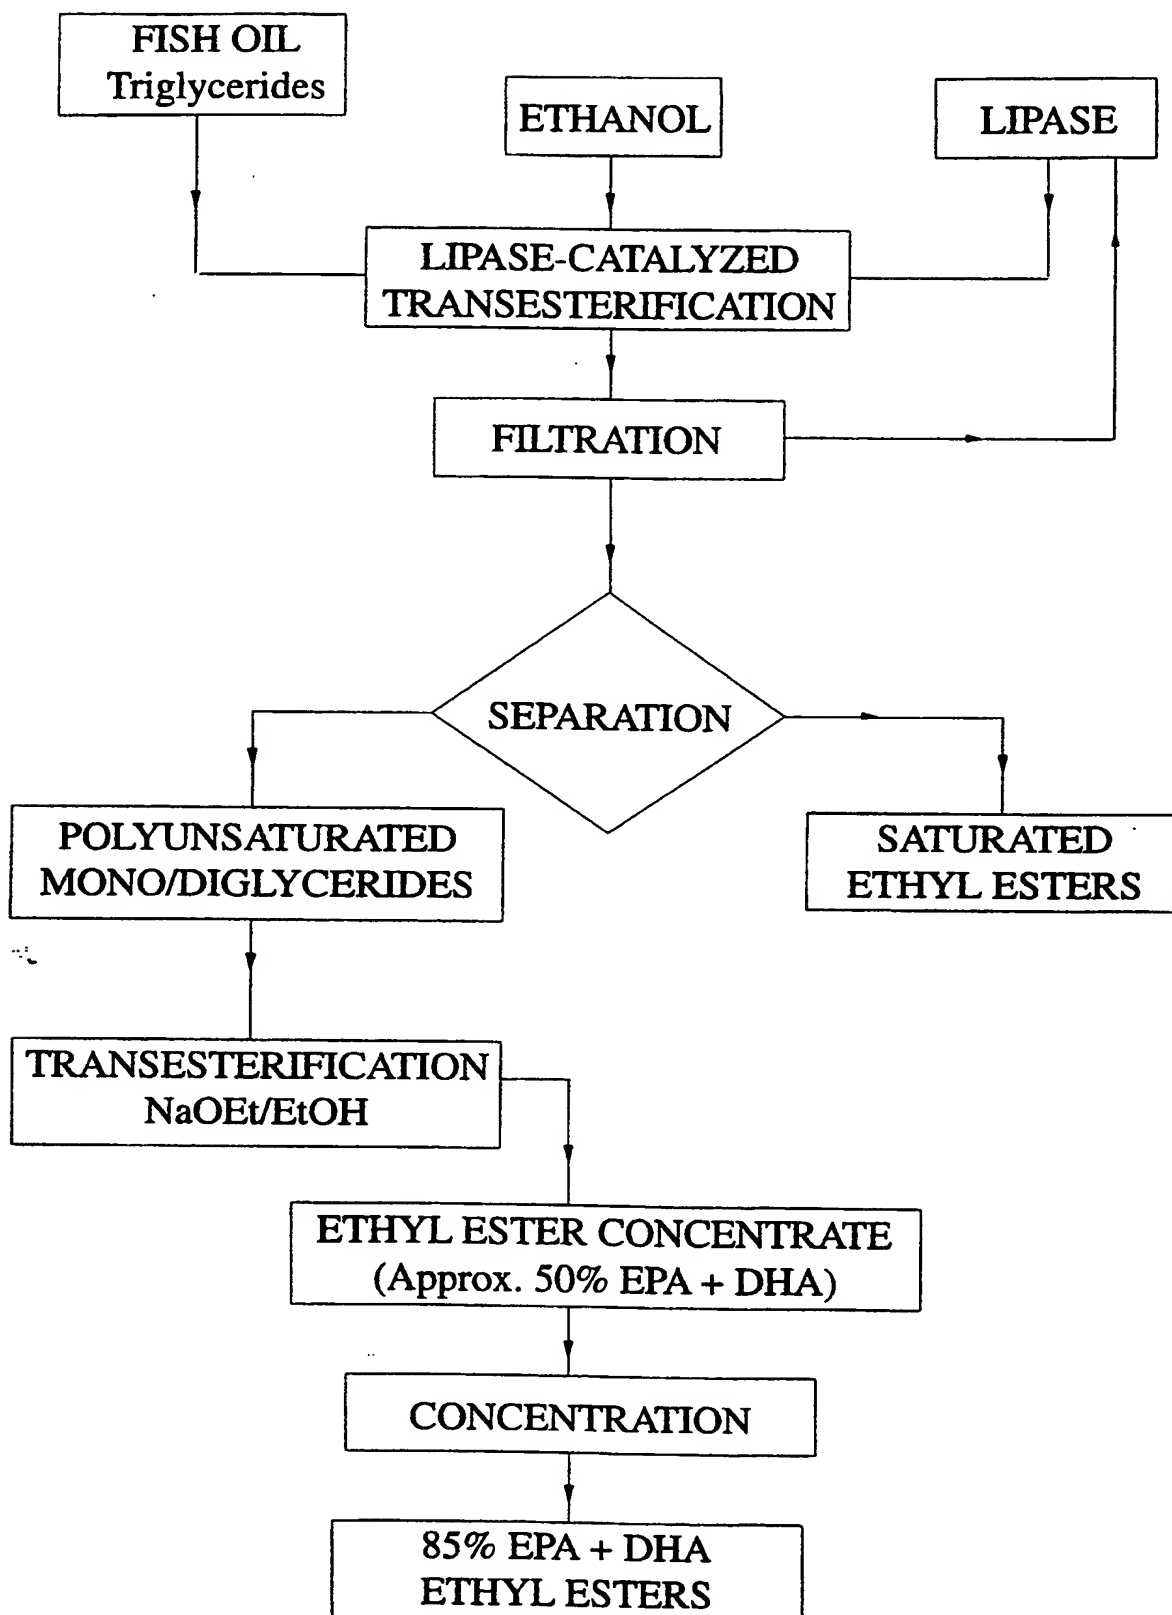 FISH OIL
Triglycerides
ETHANOL
LIPASE
LIPASE-CATALYZED
TRANSESTERIFICATION
FILTRATION
SEPARATION
POLYUNSATURATED
MONO/DIGLYCERIDES
SATURATED
ETHYL ESTERS
TRANSESTERIFICATION
NaOEt/EtOH
ETHYL ESTER CONCENTRATE
(Approx. 50% EPA + DHA)
CONCENTRATION
85% EPA + DHA
ETHYL ESTERS